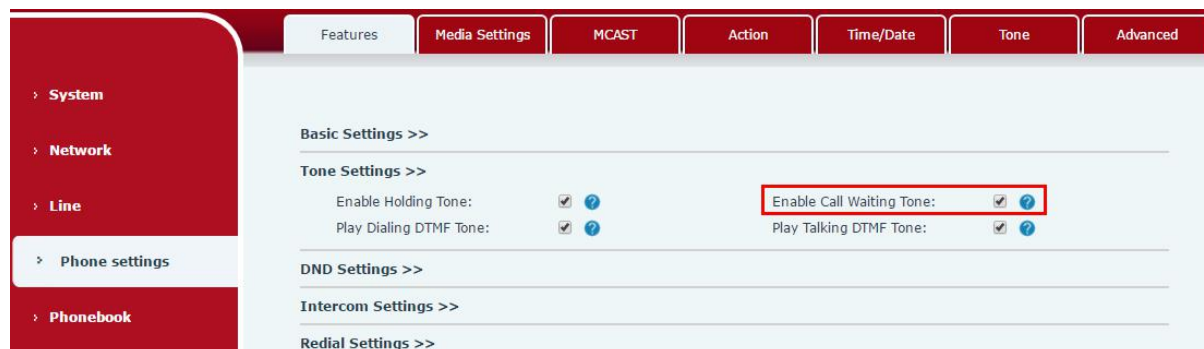 Features Media Settings MCAST Action Time/Date Tone Advanced
› System
› Network
› Line
› Phone settings
› Phonebook
Basic Settings >>
Tone Settings >>
Enable Holding Tone: Enable Call Waiting Tone:
Play Dialing DTMF Tone: Play Talking DTMF Tone:
DND Settings >>
Intercom Settings >>
Redial Settings >>